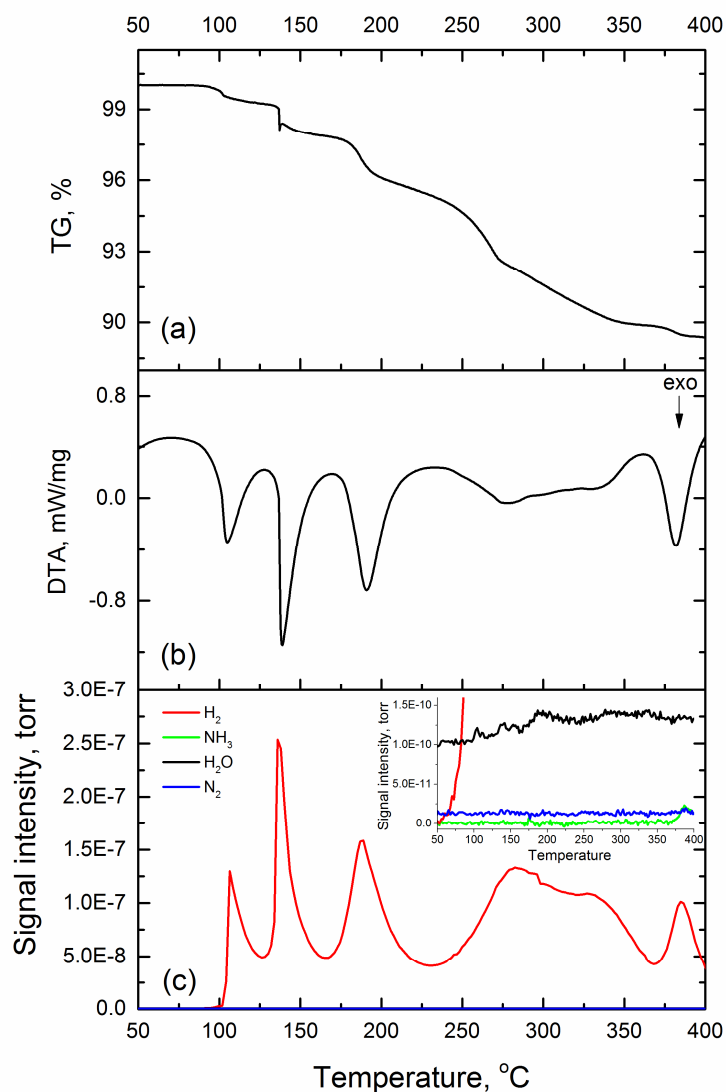 50 100 150 200 250 300 350 400
99
96
93
90
TG, %
(a)
0.8
0.0
-0.8
DTA, mW/mg
exo
(b)
3.0E-7
2.5E-7
2.0E-7
1.5E-7
1.0E-7
5.0E-8
0.0
Signal intensity, torr
H2
NH3
H2O
N2
1.5E-10
1.0E-10
5.0E-11
0.0
Signal intensity, torr
50 100 150 200 250 300 350 400
Temperature
(c)
50 100 150 200 250 300 350 400
Temperature, °C